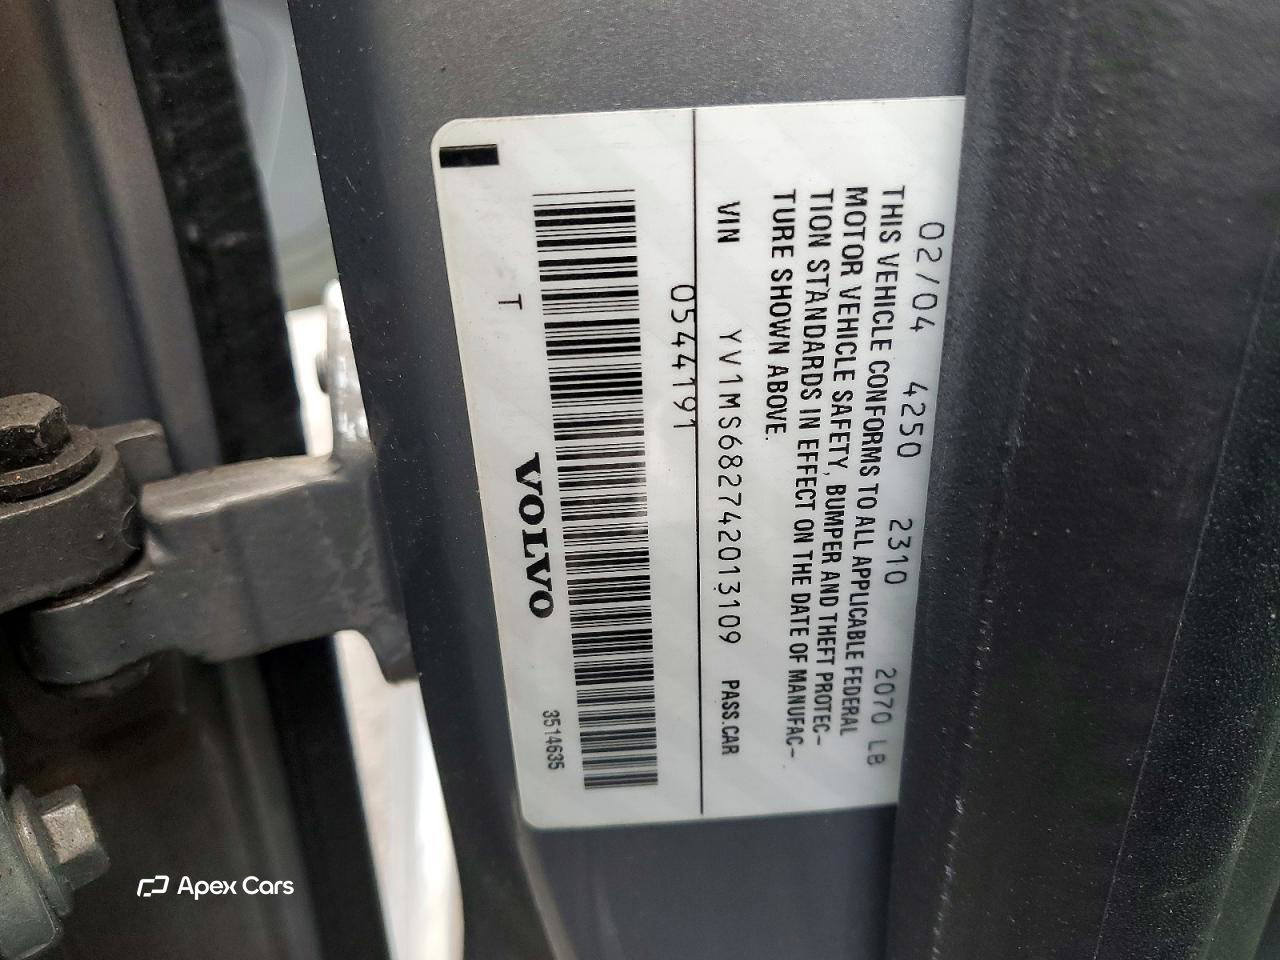 02/04 4250 2310 2070 LB
THIS VEHICLE CONFORMS TO ALL APPLICABLE FEDERAL
MOTOR VEHICLE SAFETY, BUMPER AND THEFT PROTEC-
TION STANDARDS IN EFFECT ON THE DATE OF MANUFAC-
TURE SHOWN ABOVE.
VIN YV1MS682742013109 PASS.CAR
0544191
T VOLVO 3514635
Apex Cars